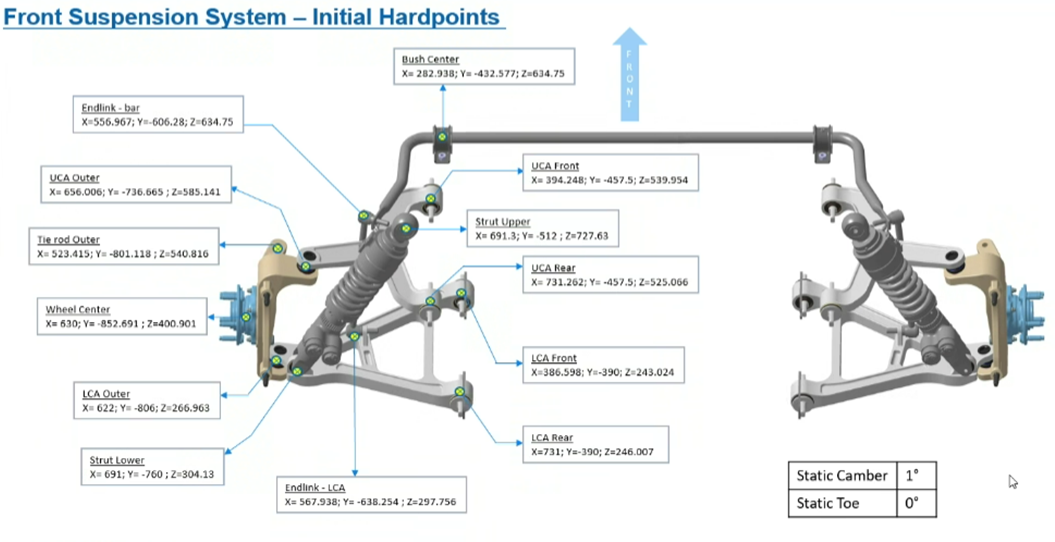 Front Suspension System – Initial Hardpoints
FRONT
Bush Center
X= 282.938; Y= -432.577; Z=634.75
Endlink - bar
X=556.967; Y=-606.28; Z=634.75
UCA Outer
X= 656.006; Y= -736.665 ; Z=585.141
UCA Front
X= 394.248; Y= -457.5; Z=539.954
Strut Upper
X= 691.3; Y= -512 ; Z=727.63
Tie rod Outer
X= 523.415; Y= -801.118 ; Z=540.816
UCA Rear
X= 731.262; Y= -457.5; Z=525.066
Wheel Center
X= 630; Y= -852.691 ; Z=400.901
LCA Front
X=386.598; Y=-390; Z=243.024
LCA Outer
X= 622; Y= -806; Z=266.963
LCA Rear
X=731; Y=-390; Z=246.007
Strut Lower
X= 691; Y= -760 ; Z=304.13
Endlink - LCA
X= 567.938; Y= -638.254 ; Z=297.756
Static Camber 1°
Static Toe 0°